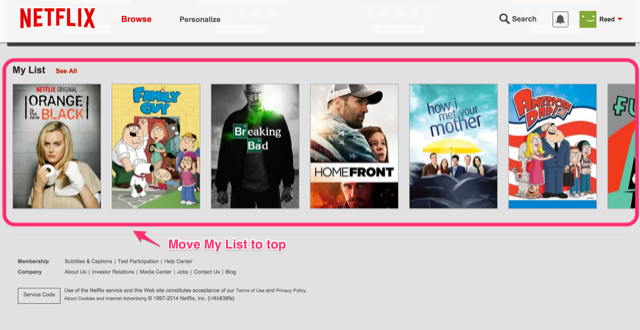 NETFLIX Browse Personalize Search Reed
My List See All
NETFLIX ORIGINAL
ORANGE
is the new
BLACK
FAMILY
GUY
Breaking
Bad
HOMEFRONT
how i
met your
mother
AMERICAN
DAD!
Move My List to top
Membership Subtitles & Captions | Test Participation | Help Center
Company About Us | Investor Relations | Media Center | Jobs | Contact Us | Blog
Service Code
Use of the Netflix service and this Web site constitutes acceptance of our Terms of Use and Privacy Policy.
About Cookies and Internet Advertising © 1997-2014 Netflix, Inc.